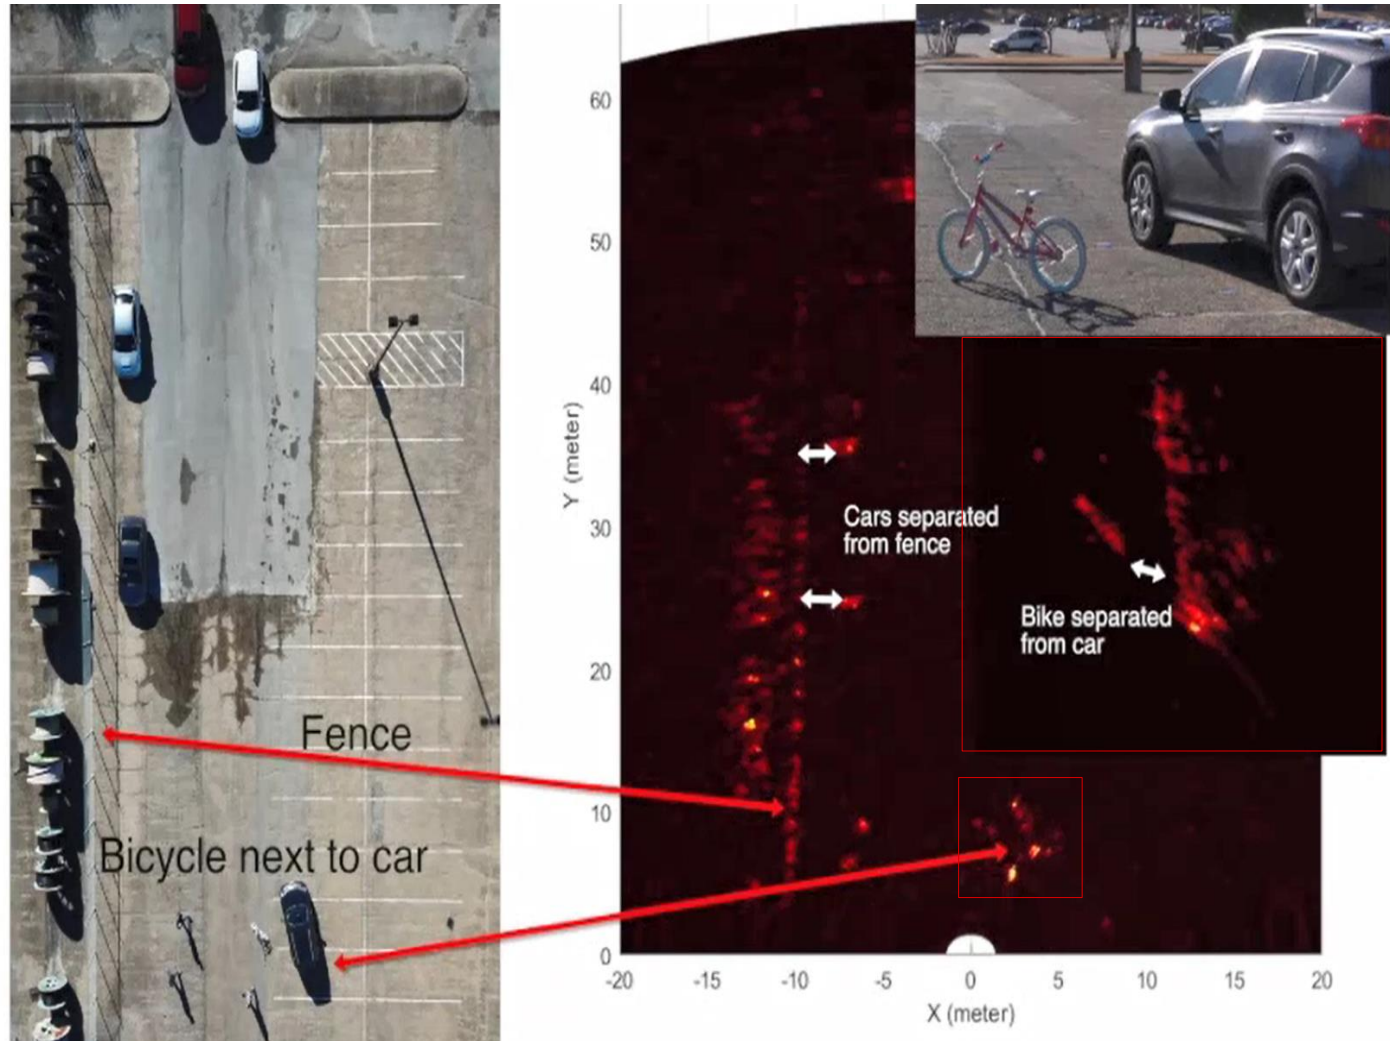 Fence
Bicycle next to car
60
50
40
30
20
10
0
Y (meter)
-20
-15
-10
-5
0
5
10
15
20
X (meter)
Cars separated
from fence
Bike separated
from car